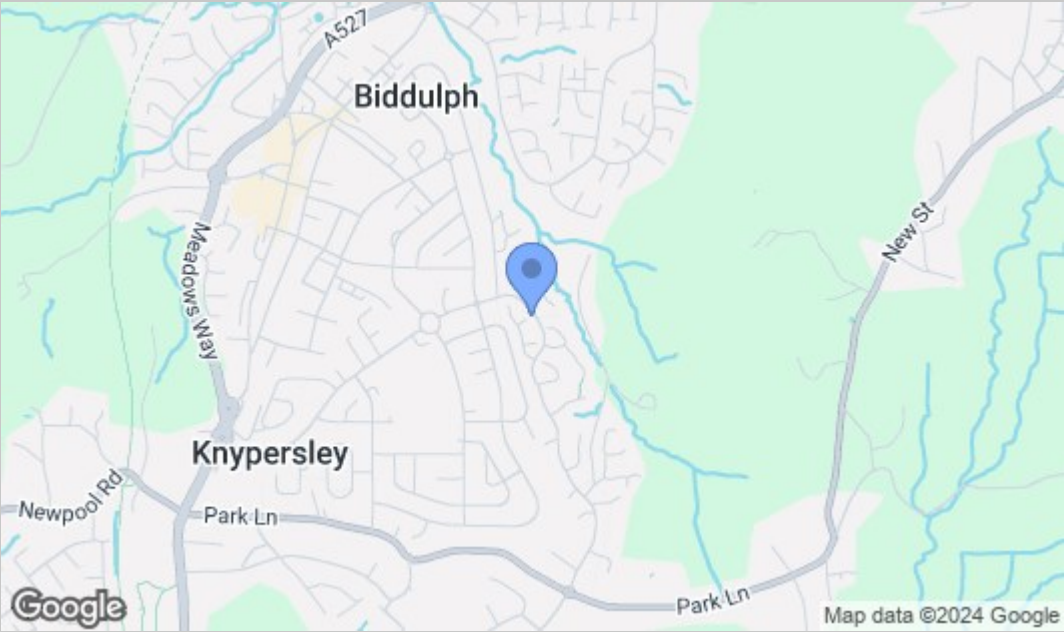 A527
Biddulph
New St
Meadows Way
Knypersley
Newpool Rd
Park Ln
Park Ln
Google
Map data ©2024 Google